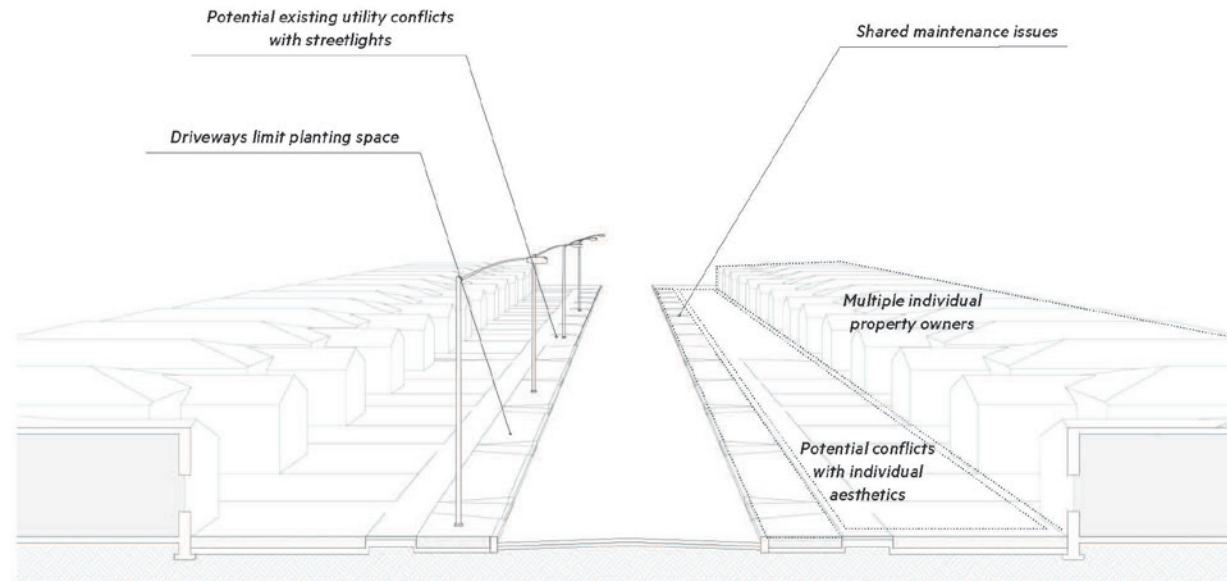 Potential existing utility conflicts
with streetlights
Shared maintenance issues
Driveways limit planting space
Multiple individual
property owners
Potential conflicts
with individual
aesthetics